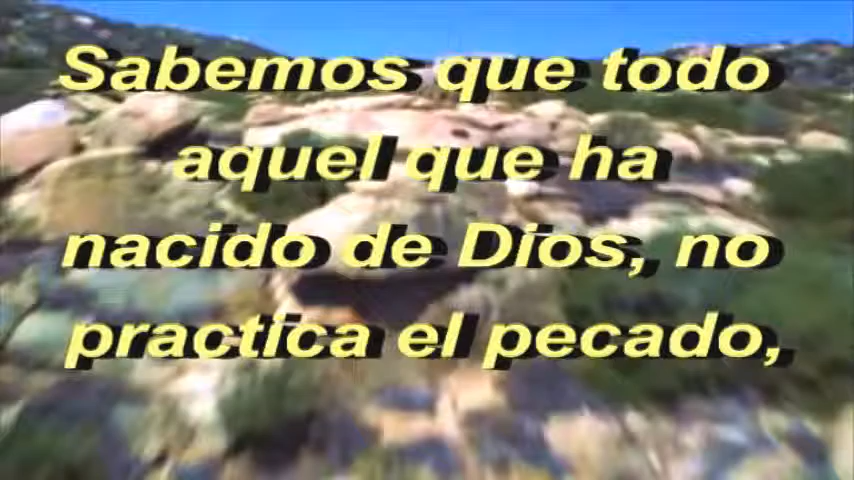 Sabemos que todo
aquel que ha
nacido de Dios, no
practica el pecado,